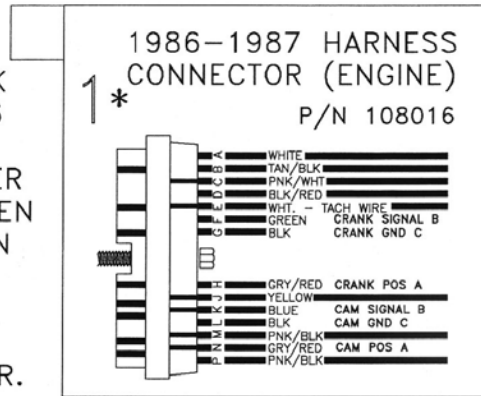 K
S
ER
EN
N
R.
1986-1987 HARNESS
CONNECTOR (ENGINE)
1*
P/N 108016
A WHITE
B TAN/BLK
C PNK/WHT
D BLK/RED
E WHT. - TACH WIRE
F GREEN CRANK SIGNAL B
G BLK CRANK GND C
H GRY/RED CRANK POS A
J YELLOW
K BLUE CAM SIGNAL B
L BLK CAM GND C
M PNK/BLK
N GRY/RED CAM POS A
P PNK/BLK